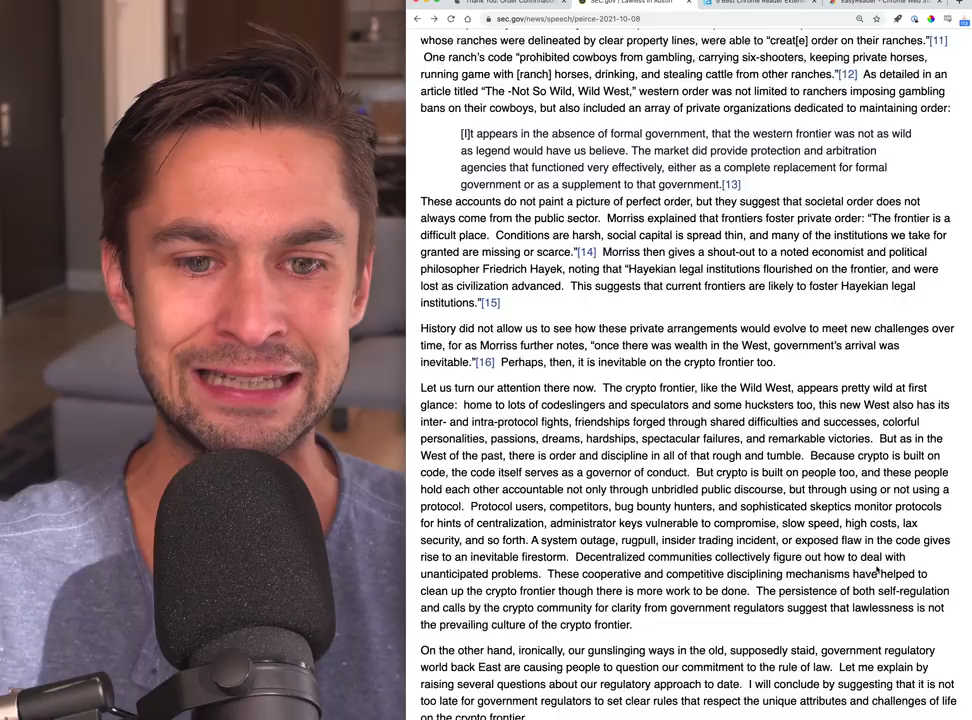 Thank You: Order Confirmatio
SEC.gov | Lawless in Austin
5 Best Chrome Reader Exten
EasyReader - Chrome Web S
sec.gov/news/speech/peirce-2021-10-08
whose ranches were delineated by clear property lines, were able to “creat[e] order on their ranches.”[11]
One ranch’s code “prohibited cowboys from gambling, carrying six-shooters, keeping private horses,
running game with [ranch] horses, drinking, and stealing cattle from other ranches.”[12] As detailed in an
article titled “The -Not So Wild, Wild West,” western order was not limited to ranchers imposing gambling
bans on their cowboys, but also included an array of private organizations dedicated to maintaining order:
[I]t appears in the absence of formal government, that the western frontier was not as wild
as legend would have us believe. The market did provide protection and arbitration
agencies that functioned very effectively, either as a complete replacement for formal
government or as a supplement to that government.[13]
These accounts do not paint a picture of perfect order, but they suggest that societal order does not
always come from the public sector. Morriss explained that frontiers foster private order: “The frontier is a
difficult place. Conditions are harsh, social capital is spread thin, and many of the institutions we take for
granted are missing or scarce.”[14] Morriss then gives a shout-out to a noted economist and political
philosopher Friedrich Hayek, noting that “Hayekian legal institutions flourished on the frontier, and were
lost as civilization advanced. This suggests that current frontiers are likely to foster Hayekian legal
institutions.”[15]
History did not allow us to see how these private arrangements would evolve to meet new challenges over
time, for as Morriss further notes, “once there was wealth in the West, government’s arrival was
inevitable.”[16] Perhaps, then, it is inevitable on the crypto frontier too.
Let us turn our attention there now. The crypto frontier, like the Wild West, appears pretty wild at first
glance: home to lots of codeslingers and speculators and some hucksters too, this new West also has its
inter- and intra-protocol fights, friendships forged through shared difficulties and successes, colorful
personalities, passions, dreams, hardships, spectacular failures, and remarkable victories. But as in the
West of the past, there is order and discipline in all of that rough and tumble. Because crypto is built on
code, the code itself serves as a governor of conduct. But crypto is built on people too, and these people
hold each other accountable not only through unbridled public discourse, but through using or not using a
protocol. Protocol users, competitors, bug bounty hunters, and sophisticated skeptics monitor protocols
for hints of centralization, administrator keys vulnerable to compromise, slow speed, high costs, lax
security, and so forth. A system outage, rugpull, insider trading incident, or exposed flaw in the code gives
rise to an inevitable firestorm. Decentralized communities collectively figure out how to deal with
unanticipated problems. These cooperative and competitive disciplining mechanisms have helped to
clean up the crypto frontier though there is more work to be done. The persistence of both self-regulation
and calls by the crypto community for clarity from government regulators suggest that lawlessness is not
the prevailing culture of the crypto frontier.
On the other hand, ironically, our gunslinging ways in the old, supposedly staid, government regulatory
world back East are causing people to question our commitment to the rule of law. Let me explain by
raising several questions about our regulatory approach to date. I will conclude by suggesting that it is not
too late for government regulators to set clear rules that respect the unique attributes and challenges of life
on the crypto frontier.